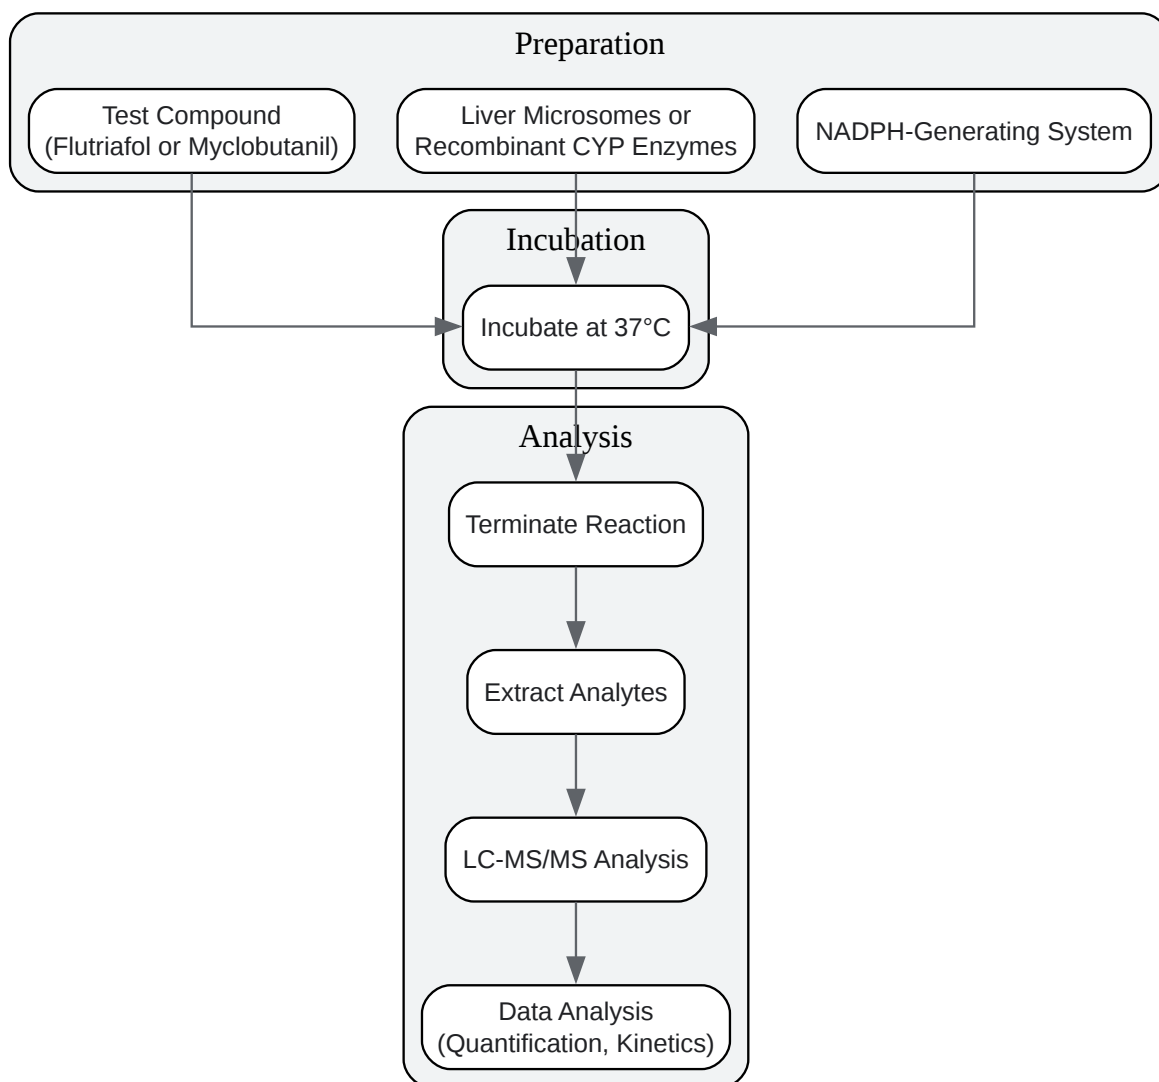 Preparation
Test Compound
(Flutriafol or Myclobutanil)
Liver Microsomes or
Recombinant CYP Enzymes
NADPH-Generating System
Incubation
Incubate at 37°C
Analysis
Terminate Reaction
Extract Analytes
LC-MS/MS Analysis
Data Analysis
(Quantification, Kinetics)